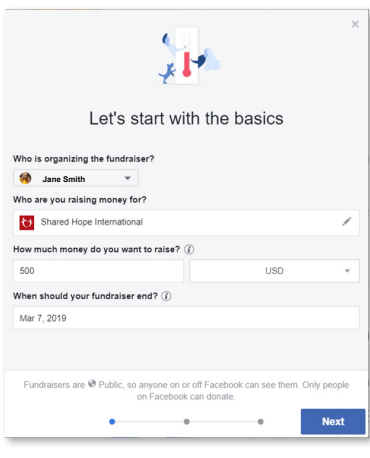 ×
Let's start with the basics
Who is organizing the fundraiser?
Jane Smith
Who are you raising money for?
Shared Hope International
How much money do you want to raise? i
500 USD
When should your fundraiser end? i
Mar 7, 2019
Fundraisers are Public, so anyone on or off Facebook can see them. Only people
on Facebook can donate.
Next